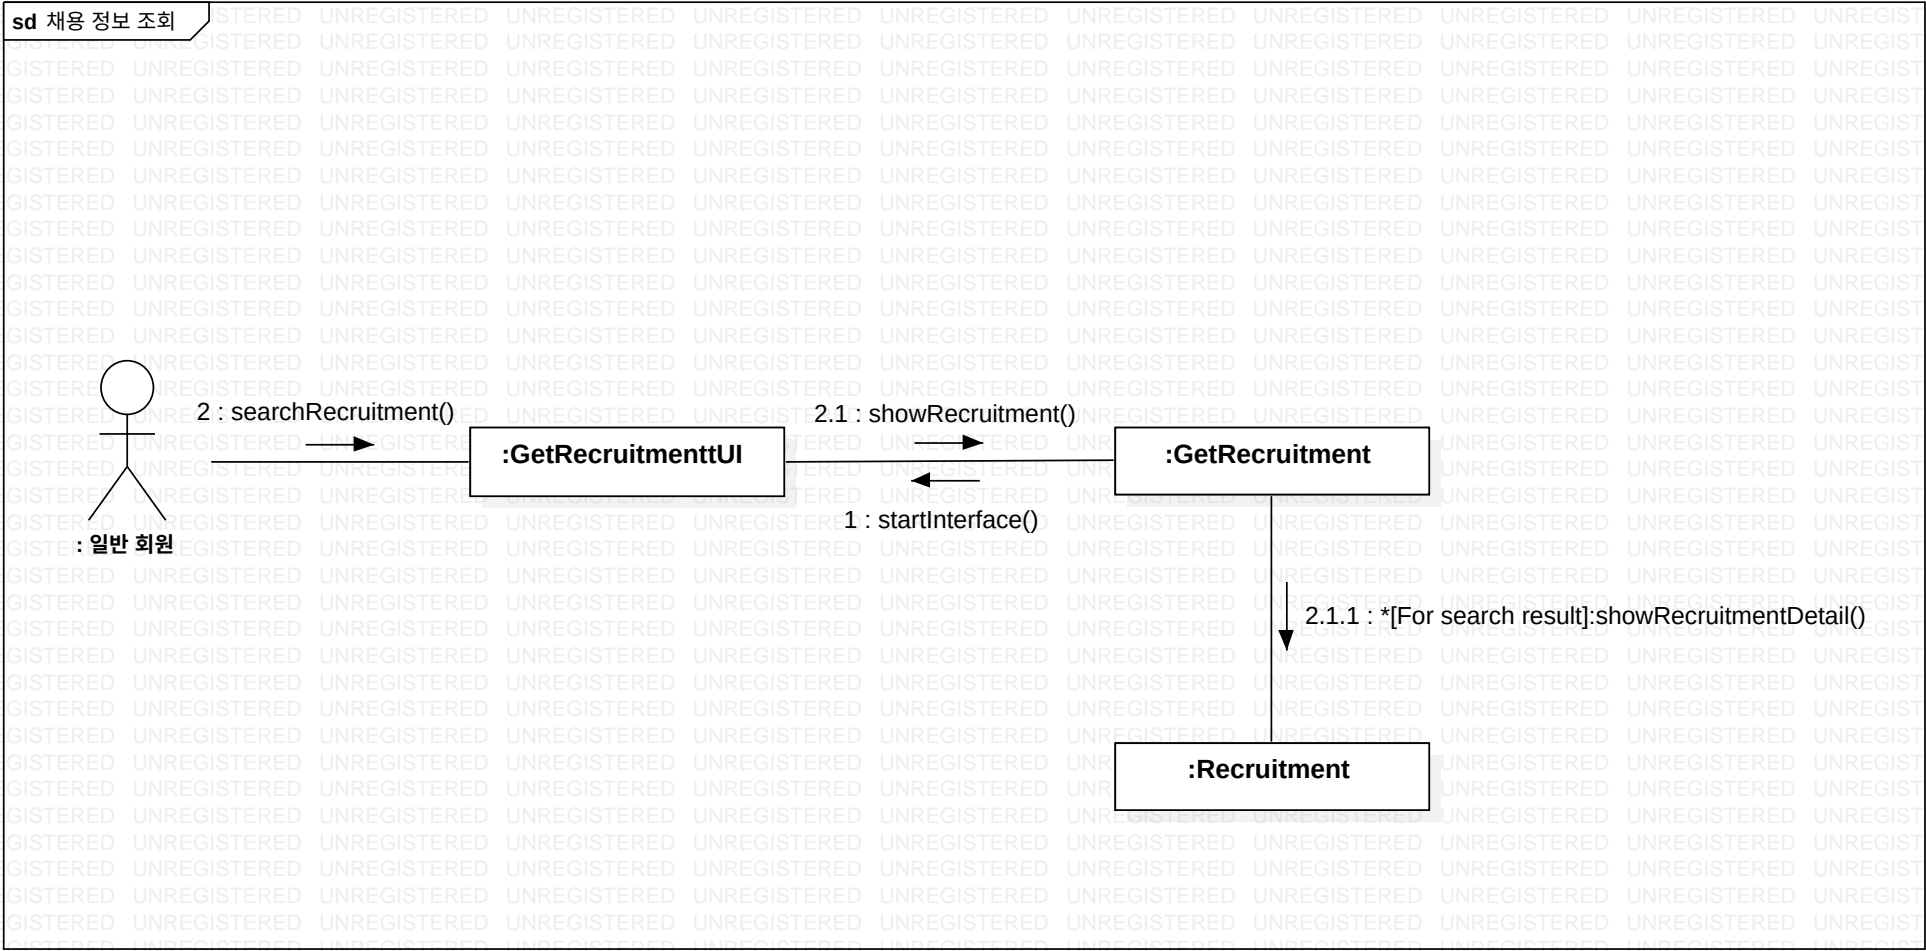 sd 채용 정보 조회
2 : searchRecruitment()
2.1 : showRecruitment()
:GetRecruitmenttUI
:GetRecruitment
1 : startInterface()
: 일반 회원
2.1.1 : *[For search result]:showRecruitmentDetail()
:Recruitment
UNREGISTERED